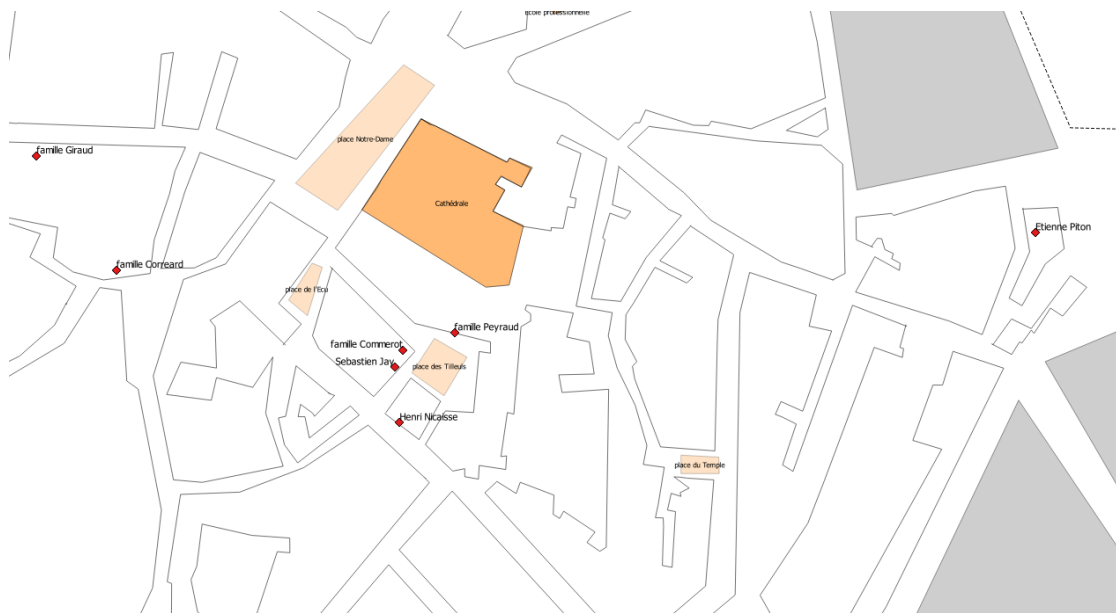 Ecole professionnelle
place Notre-Dame
famille Giraud
Cathédrale
Etienne Piton
famille Correard
place de l'Ecu
famille Peyraud
famille Commerot
Sebastien Jay
place des Tilleuls
Henri Nicaisse
place du Temple